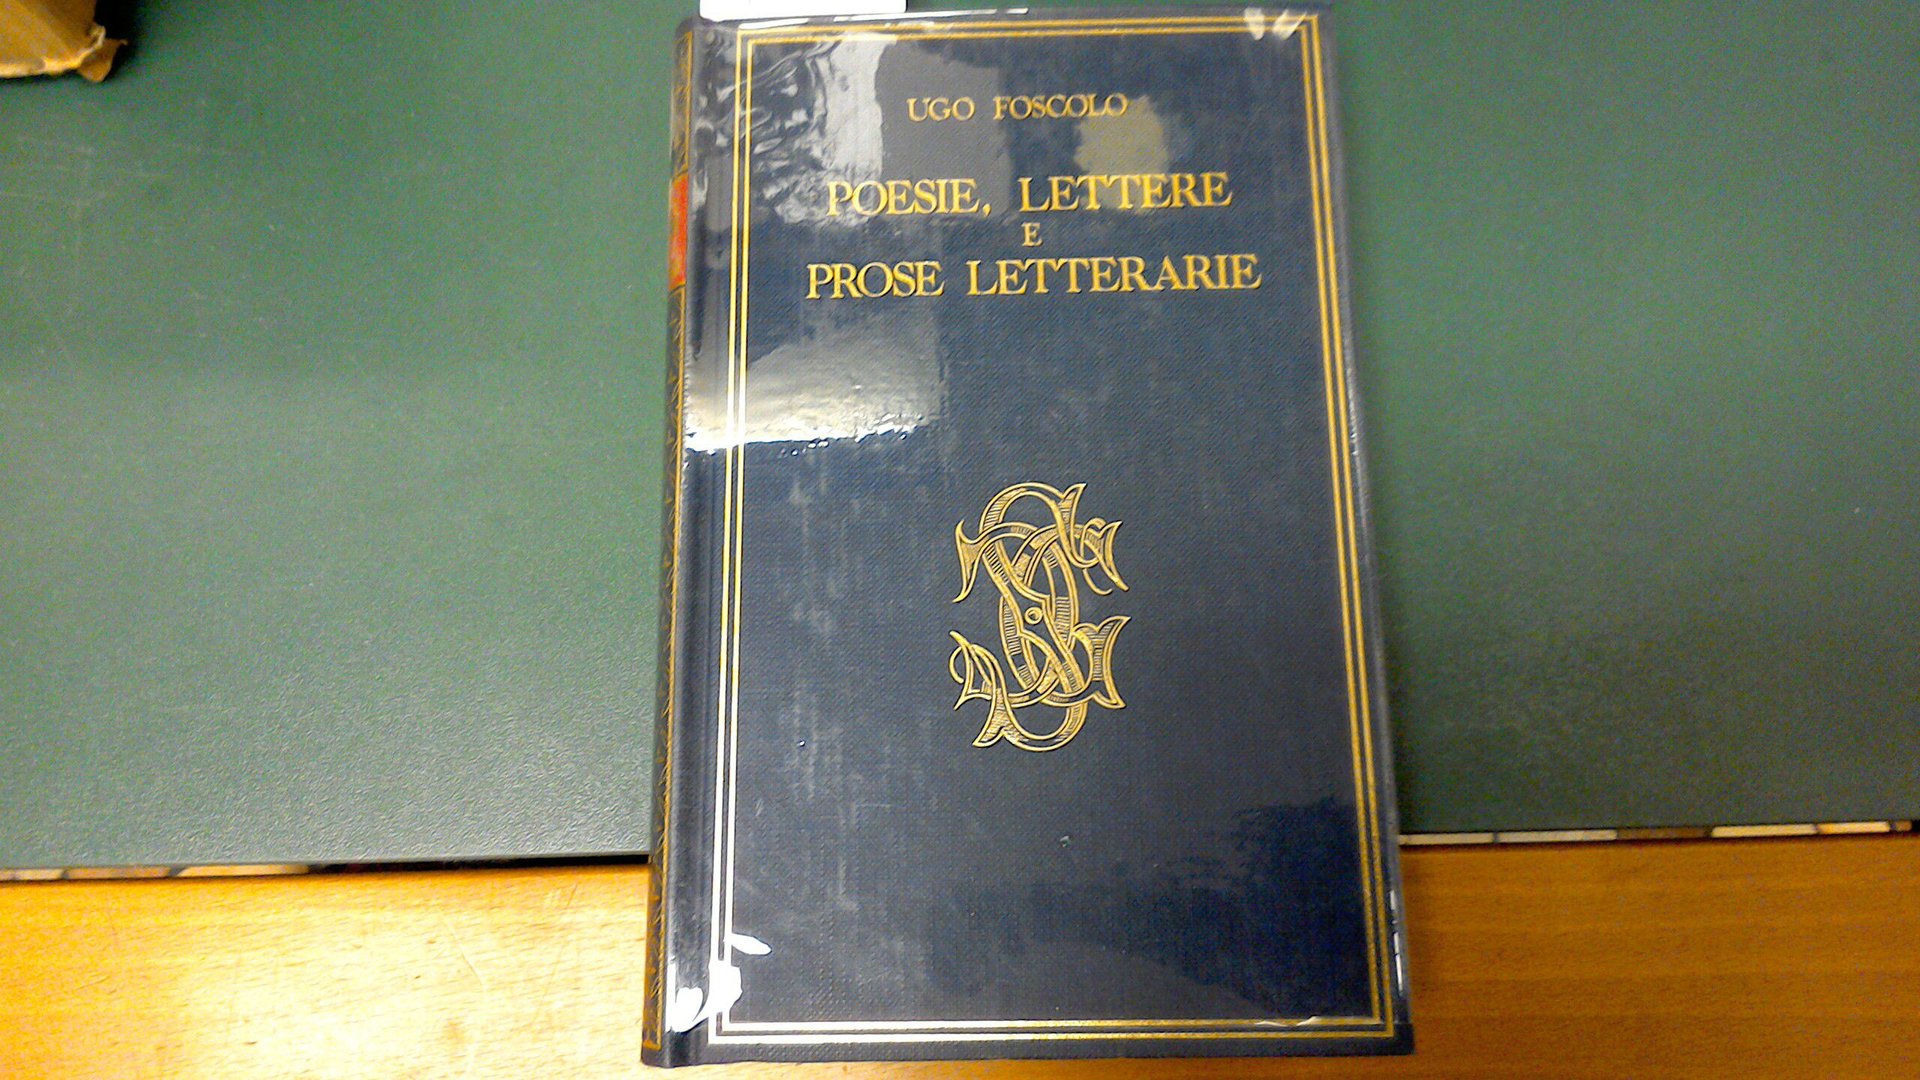 UGO FOSCOLO
POESIE, LETTERE
E
PROSE LETTERARIE